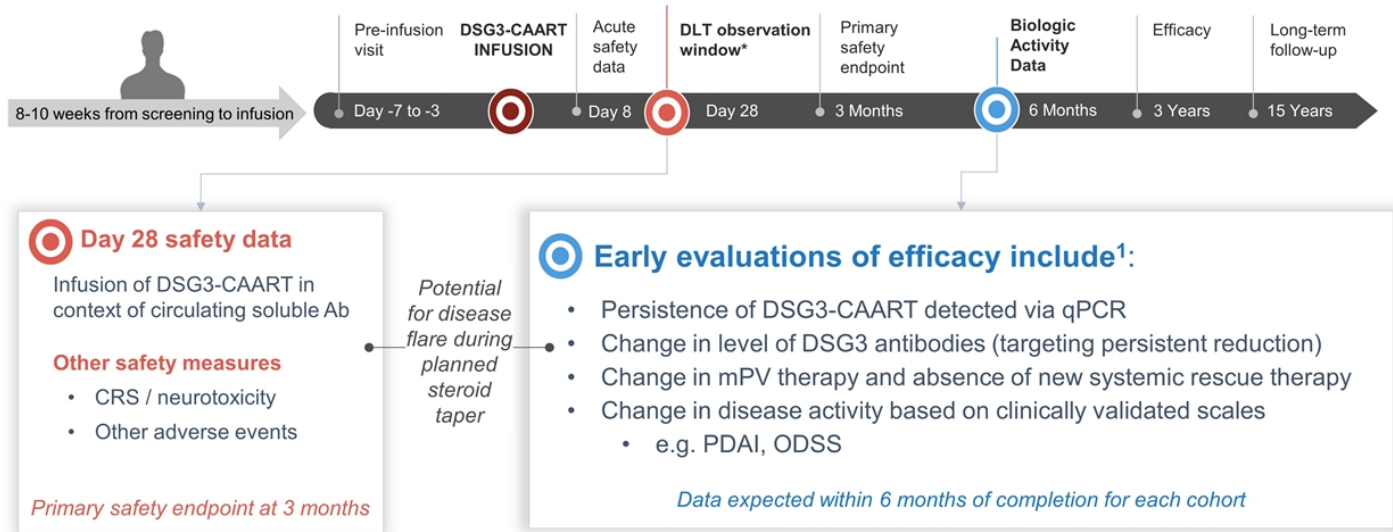 Pre-infusion
visit
DSG3-CAART
INFUSION
Acute
safety
data
DLT observation
window*
Primary
safety
endpoint
Biologic
Activity
Data
Efficacy
Long-term
follow-up
8-10 weeks from screening to infusion
Day -7 to -3
Day 8
Day 28
3 Months
6 Months
3 Years
15 Years
Day 28 safety data
Infusion of DSG3-CAART in
context of circulating soluble Ab
Other safety measures
• CRS / neurotoxicity
• Other adverse events
Primary safety endpoint at 3 months
Potential
for disease
flare during
planned
steroid
taper
Early evaluations of efficacy include¹:
• Persistence of DSG3-CAART detected via qPCR
• Change in level of DSG3 antibodies (targeting persistent reduction)
• Change in mPV therapy and absence of new systemic rescue therapy
• Change in disease activity based on clinically validated scales
• e.g. PDAI, ODSS
Data expected within 6 months of completion for each cohort